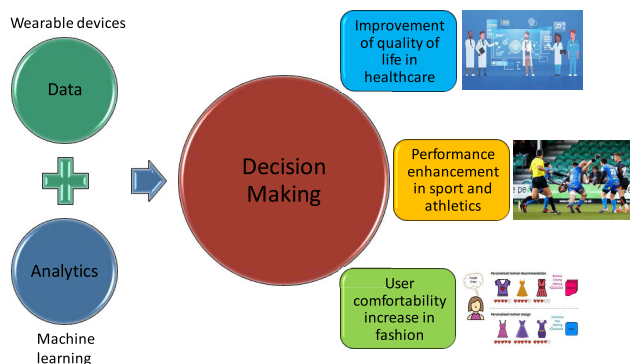 Wearable devices
Data
Analytics
Machine
learning
Decision
Making
Improvement
of quality of
life in
healthcare
Performance
enhancement
in sport and
athletics
User
comfortability
increase in
fashion
Personalized Fashion Recommendation
Personalized Fashion Design